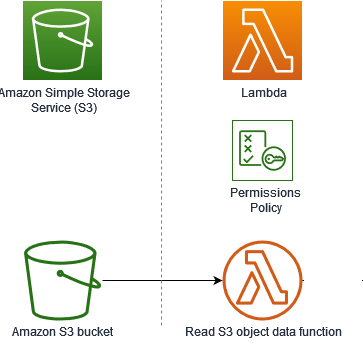 Amazon Simple Storage
Service (S3)
Lambda
Permissions
Policy
Amazon S3 bucket
Read S3 object data function